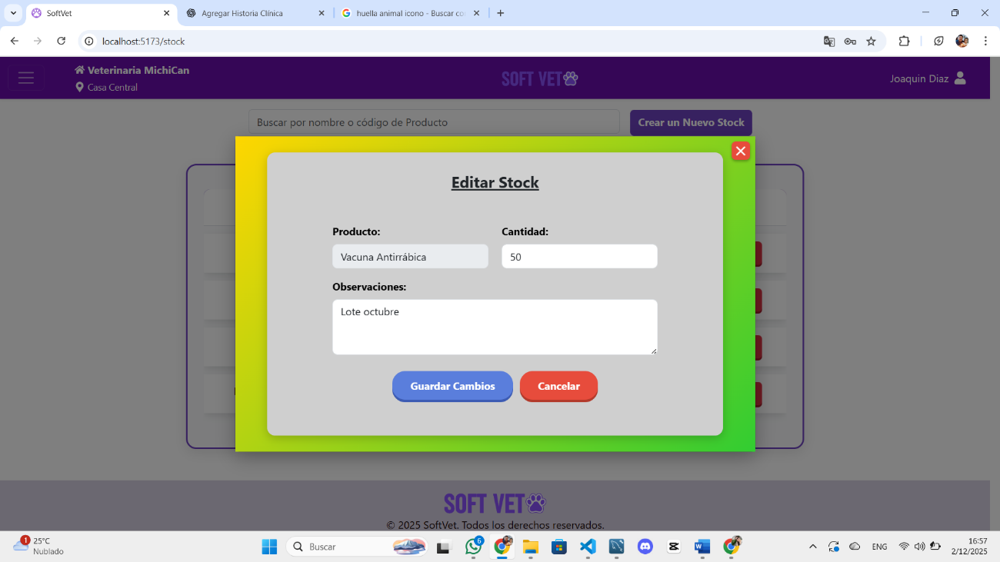 SoftVet
Agregar Historia Clínica
huella animal icono - Buscar co
localhost:5173/stock
Veterinaria MichiCan
Casa Central
SOFT VET
Joaquin Diaz
Buscar por nombre o código de Producto
Crear un Nuevo Stock
Editar Stock
Producto:
Cantidad:
Vacuna Antirrábica
50
Observaciones:
Lote octubre
Guardar Cambios
Cancelar
SOFT VET
© 2025 SoftVet. Todos los derechos reservados.
1
25°C
Nublado
Buscar
6
ENG
16:57
2/12/2025